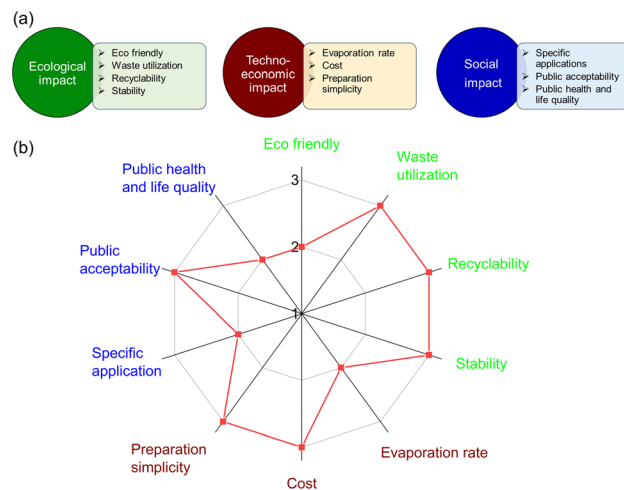 (a)
Ecological
impact
➢ Eco friendly
➢ Waste utilization
➢ Recyclability
➢ Stability
Techno-
economic
impact
➢ Evaporation rate
➢ Cost
➢ Preparation
simplicity
Social
impact
➢ Specific
applications
➢ Public acceptability
➢ Public health and
life quality
(b)
Eco friendly
Waste
utilization
Recyclability
Stability
Evaporation rate
Cost
Preparation
simplicity
Specific
application
Public
acceptability
Public health
and life quality
3
2
1